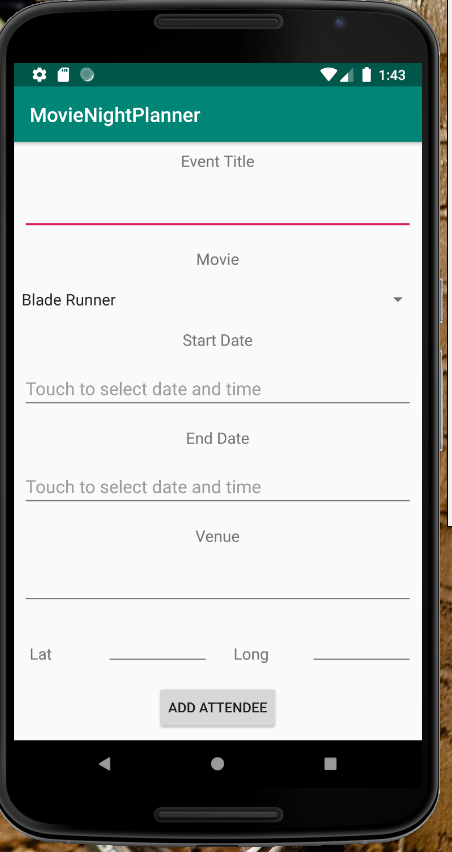 1:43
MovieNightPlanner
Event Title
Movie
Blade Runner
Start Date
Touch to select date and time
End Date
Touch to select date and time
Venue
Lat Long
ADD ATTENDEE